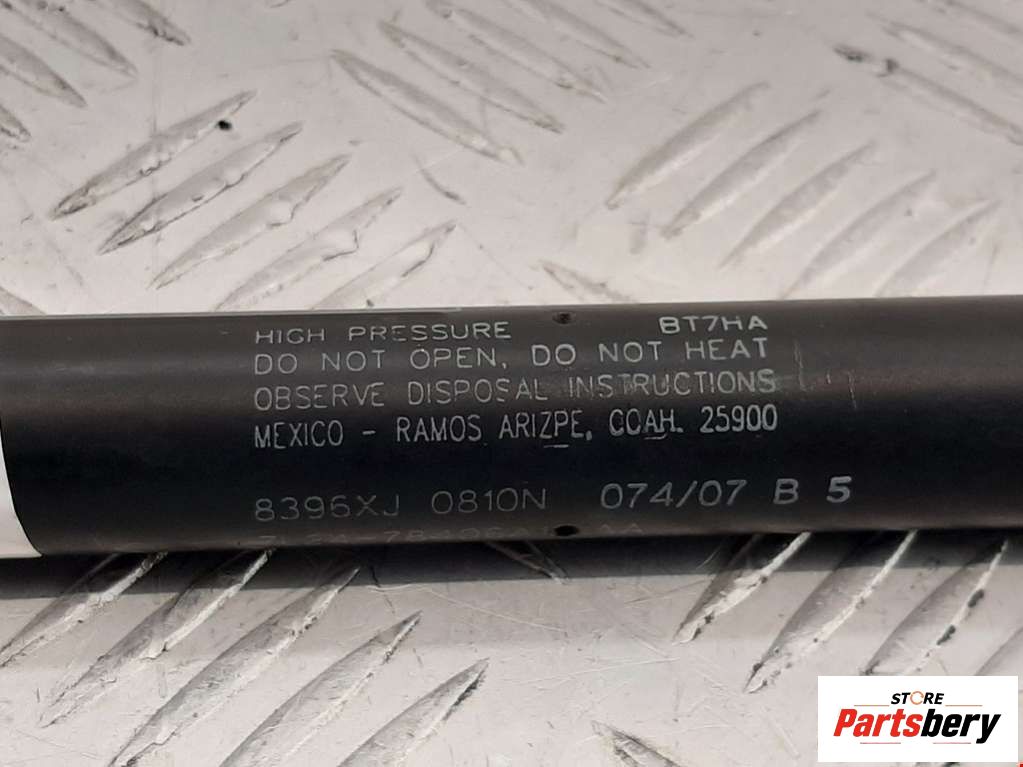 HIGH PRESSURE BT7HA
DO NOT OPEN, DO NOT HEAT
OBSERVE DISPOSAL INSTRUCTIONS
MEXICO - RAMOS ARIZPE, COAH. 25900
8396XJ 0810N 074/07 B 5
STORE
Partsbery